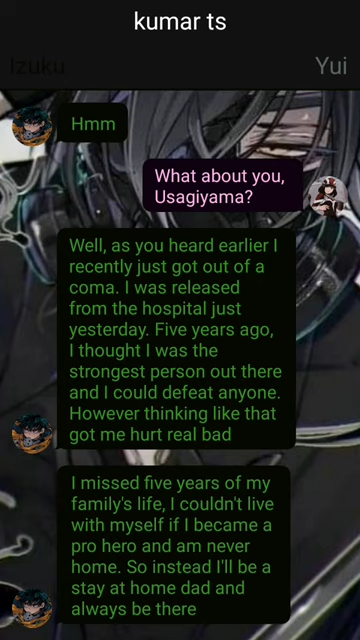 kumar ts
Izuku
Yui
Hmm
What about you,
Usagiyama?
Well, as you heard earlier I
recently just got out of a
coma. I was released
from the hospital just
yesterday. Five years ago,
I thought I was the
strongest person out there
and I could defeat anyone.
However thinking like that
got me hurt real bad
I missed five years of my
family's life, I couldn't live
with myself if I became a
pro hero and am never
home. So instead I'll be a
stay at home dad and
always be there